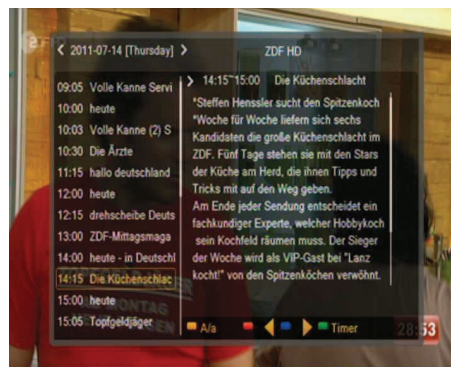 2011-07-14 [Thursday]
ZDF HD
09:05 Volle Kanne Servi
10:00 heute
10:03 Volle Kanne (2) S
10:30 Die Ärzte
11:15 hallo deutschland
12:00 heute
12:15 drehscheibe Deuts
13:00 ZDF-Mittagsmaga
14:00 heute - in Deutschl
14:15 Die Küchenschlac
15:00 heute
15:05 Topfgeldjäger
14:15~15:00 Die Küchenschlacht
"Steffen Henssler sucht den Spitzenkoch
"Woche für Woche liefern sich sechs
Kandidaten die große Küchenschlacht im
ZDF. Fünf Tage stehen sie mit den Stars
der Küche am Herd, die ihnen Tipps und
Tricks mit auf den Weg geben.
Am Ende jeder Sendung entscheidet ein
fachkundiger Experte, welcher Hobbykoch
sein Kochfeld räumen muss. Der Sieger
der Woche wird als VIP-Gast bei "Lanz
kocht!" von den Spitzenköchen verwöhnt.
A/a
Timer
MONTAG
28:53